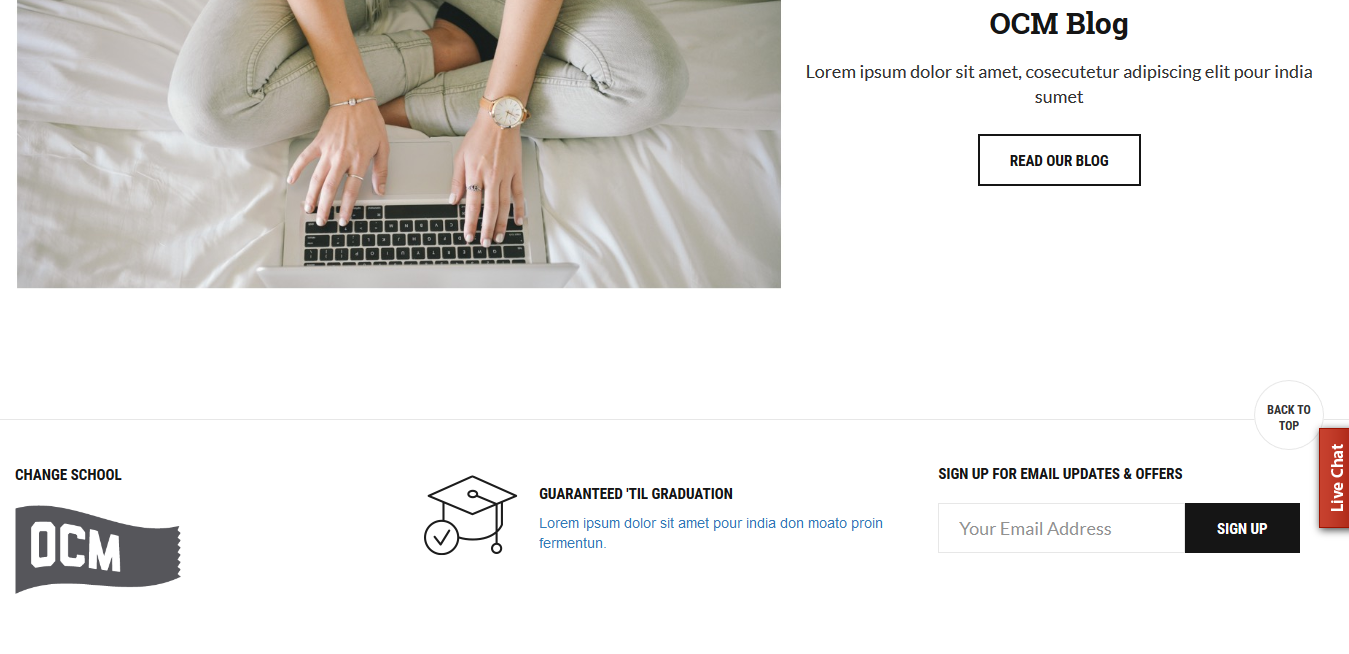 OCM Blog
Lorem ipsum dolor sit amet, cosecutetur adipiscing elit pour india
sumet
READ OUR BLOG
BACK TO
TOP
Live Chat
CHANGE SCHOOL
OCM
GUARANTEED 'TIL GRADUATION
Lorem ipsum dolor sit amet pour india don moato proin
fermentun.
SIGN UP FOR EMAIL UPDATES & OFFERS
Your Email Address
SIGN UP